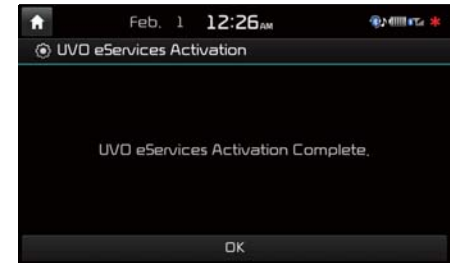 Feb. 1 12:26AM
UVO eServices Activation
UVO eServices Activation Complete.
OK